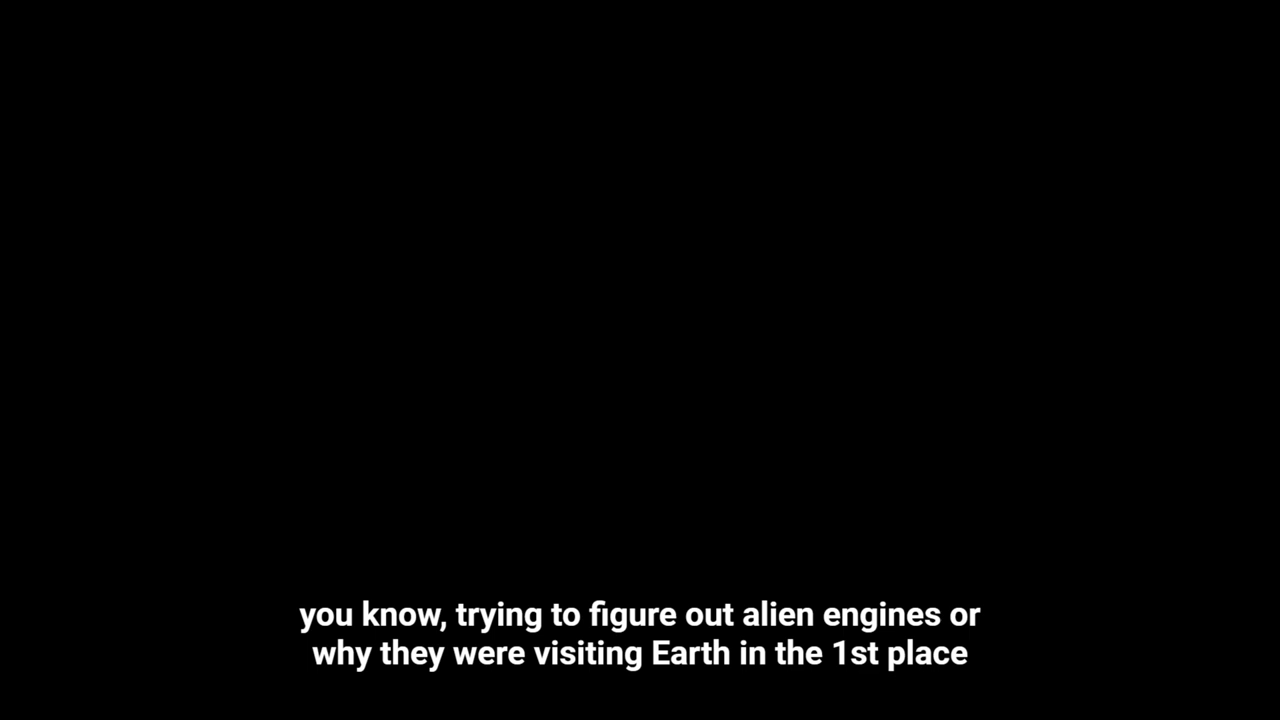 you know, trying to figure out alien engines or
why they were visiting Earth in the 1st place